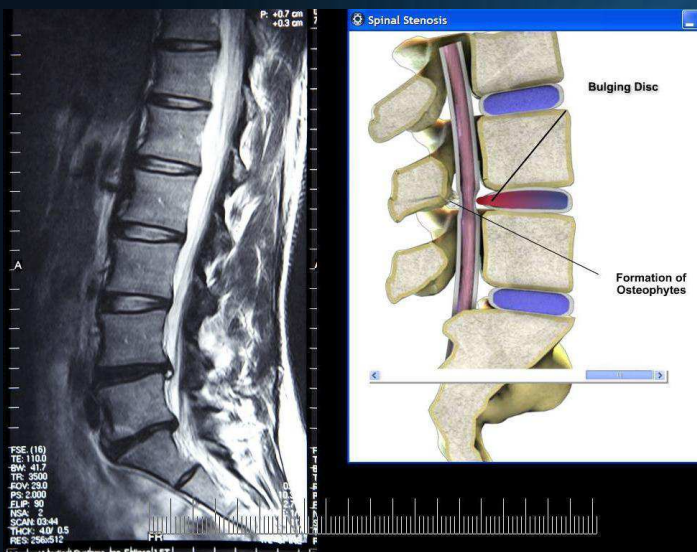 P: +0.7 cm
+0.3 cm
A
FSE. (16)
TE: 110.0
BW: 41.7
TR: 3500
FOV: 29.0
PS: 2.000
FLIP: 90
NSA: 2
SCAN: 03:44
THCK: 4.0/ 0.5
RES: 256x512
FR
Spinal Stenosis
Bulging Disc
Formation of
Osteophytes